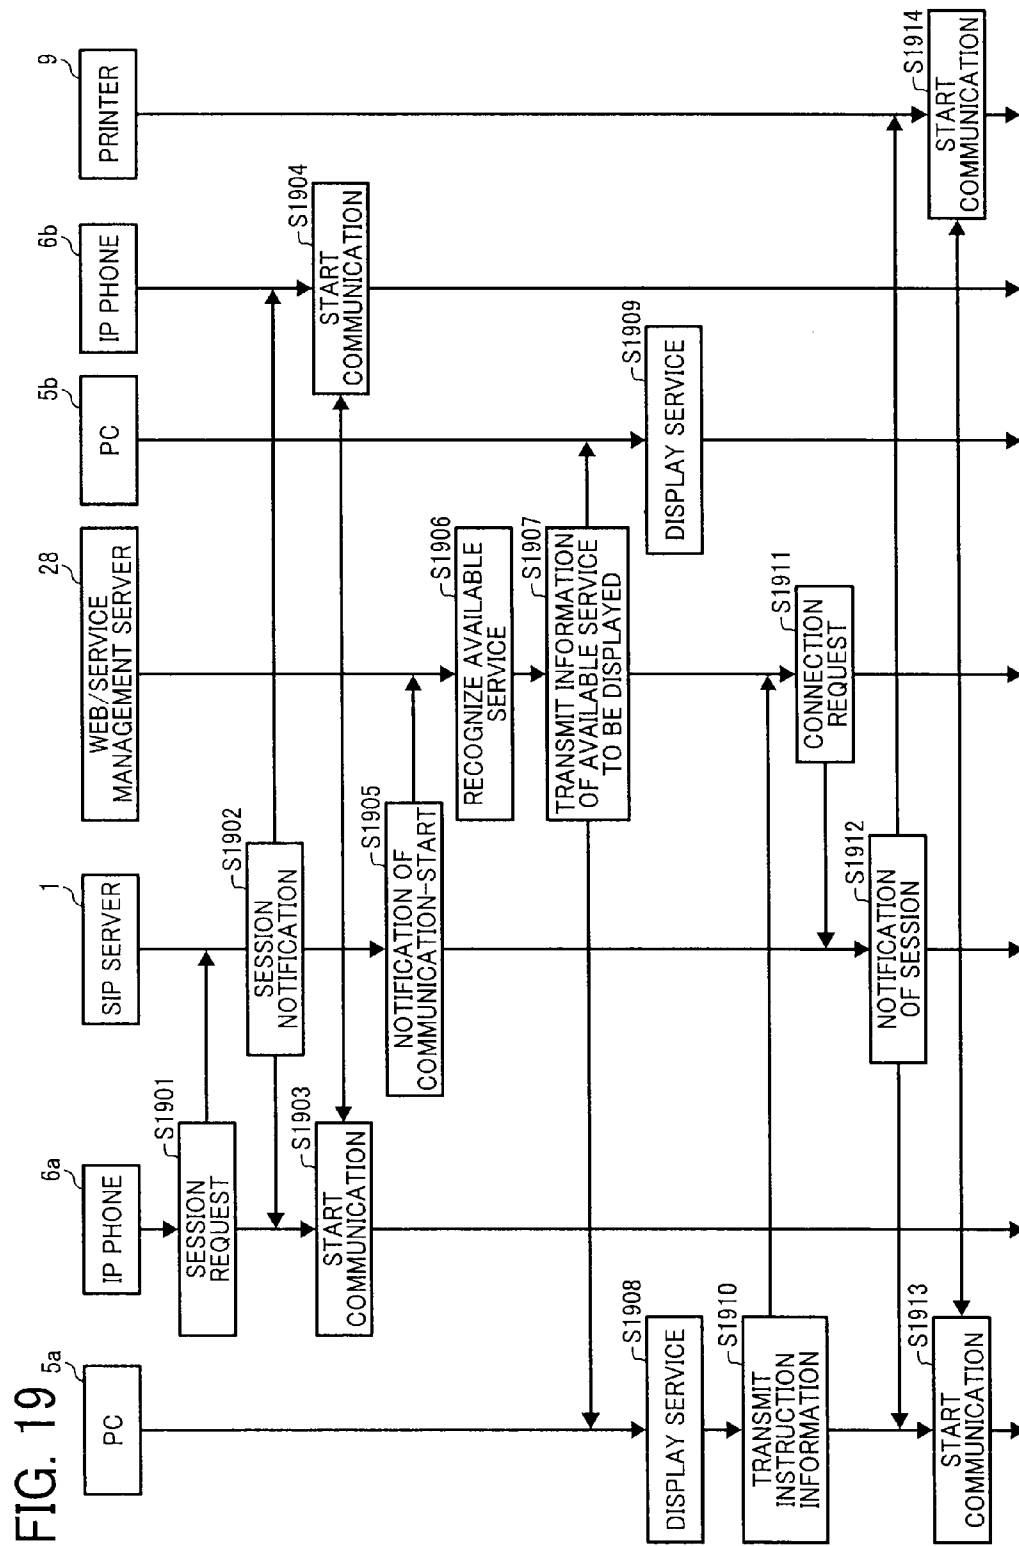 FIG. 19
5a
PC
6a
IP PHONE
1
SIP SERVER
28
WEB/SERVICE
MANAGEMENT SERVER
5b
PC
6b
IP PHONE
9
PRINTER
S1901
SESSION
REQUEST
S1902
SESSION
NOTIFICATION
S1903
START
COMMUNICATION
S1904
START
COMMUNICATION
S1905
NOTIFICATION OF
COMMUNICATION-START
S1906
RECOGNIZE AVAILABLE
SERVICE
S1907
TRANSMIT INFORMATION
OF AVAILABLE SERVICE
TO BE DISPLAYED
S1908
DISPLAY SERVICE
S1909
DISPLAY SERVICE
S1910
TRANSMIT
INSTRUCTION
INFORMATION
S1911
CONNECTION
REQUEST
S1912
NOTIFICATION
OF SESSION
S1913
START
COMMUNICATION
S1914
START
COMMUNICATION